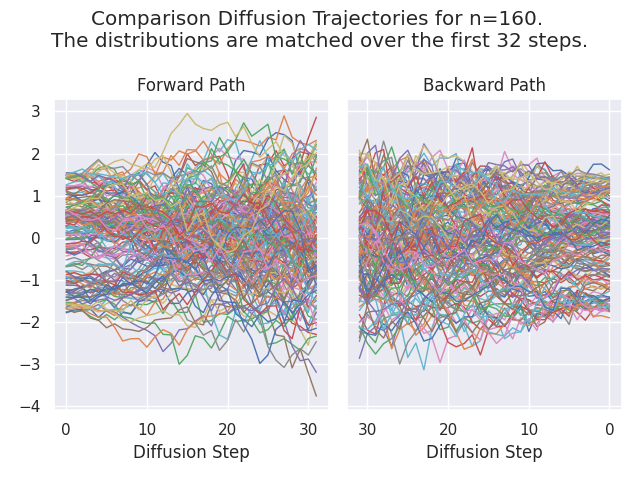 Comparison Diffusion Trajectories for n=160.
The distributions are matched over the first 32 steps.
Forward Path
Backward Path
3
2
1
0
−1
−2
−3
−4
0
10
20
30
30
20
10
0
Diffusion Step
Diffusion Step